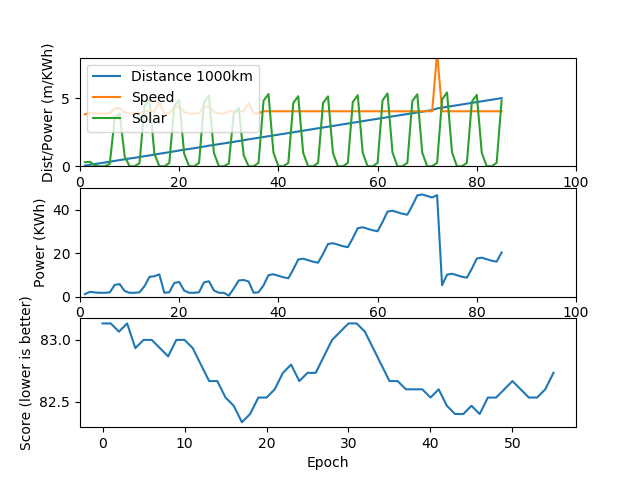 Dist/Power (m/KWh)
Distance 1000km
Speed
Solar
5
0
0 20 40 60 80 100
Power (KWh)
40
20
0
0 20 40 60 80 100
Score (lower is better)
83.0
82.5
0 10 20 30 40 50
Epoch